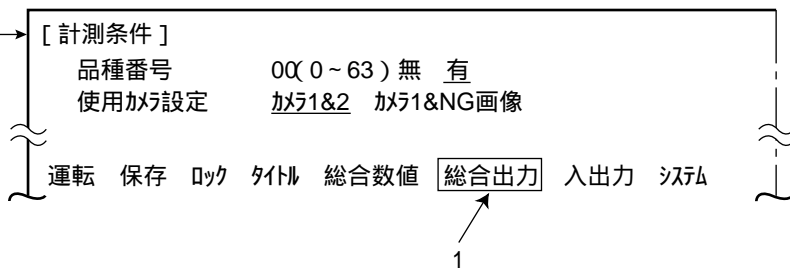 [ 計測条件 ]
品種番号 00( 0 ~ 63 ) 無 有
使用ｶﾒﾗ設定 ｶﾒﾗ1&2 ｶﾒﾗ1&NG画像
運転 保存 ﾛｯｸ ﾀｲﾄﾙ 総合数値 総合出力 入出力 ｼｽﾃﾑ
1